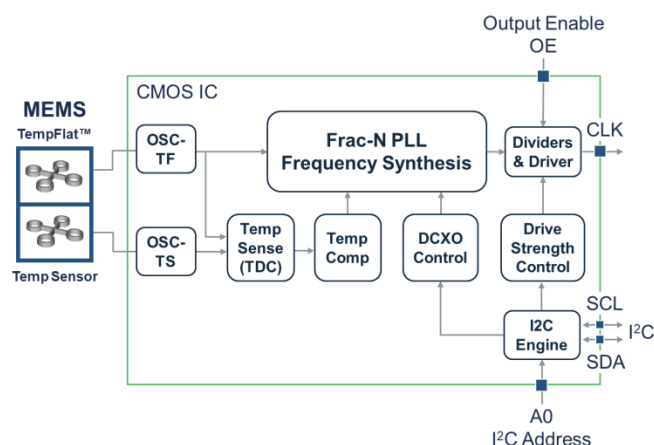 Output Enable
OE
CMOS IC
MEMS
TempFlat™
Temp Sensor
OSC-
TF
OSC-
TS
Frac-N PLL
Frequency Synthesis
Dividers
& Driver
CLK
Temp
Sense
(TDC)
Temp
Comp
DCXO
Control
Drive
Strength
Control
I2C
Engine
SCL
I²C
SDA
A0
I²C Address